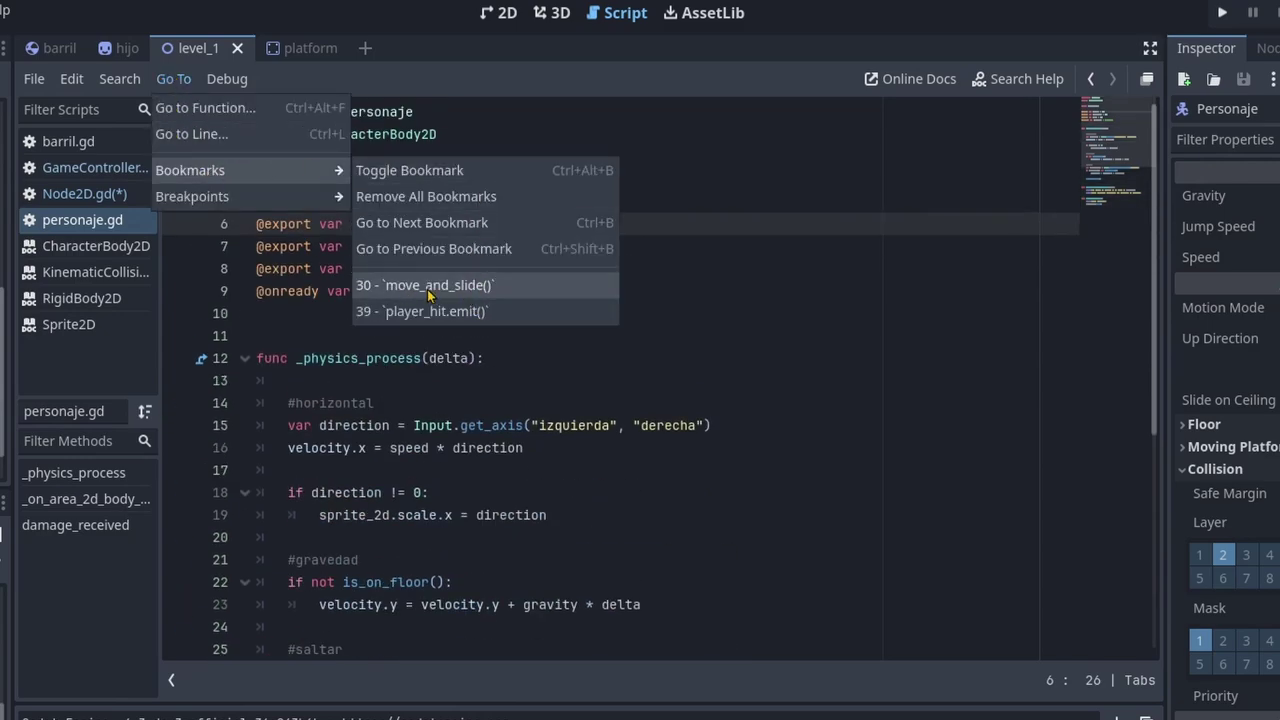 lp
2D 3D Script AssetLib
barril hijo level_1 platform
Inspector
File Edit Search Go To Debug
Online Docs Search Help
Filter Scripts
barril.gd
GameController...
Node2D.gd(*)
personaje.gd
CharacterBody2D
KinematicCollisi...
RigidBody2D
Sprite2D
personaje.gd
Filter Methods
_physics_process
_on_area_2d_body_...
damage_received
Go to Function... Ctrl+Alt+F
Go to Line... Ctrl+L
Bookmarks
Breakpoints
Toggle Bookmark Ctrl+Alt+B
Remove All Bookmarks
Go to Next Bookmark Ctrl+B
Go to Previous Bookmark Ctrl+Shift+B
30 - `move_and_slide()`
39 - `player_hit.emit()`
ersonaje
acterBody2D
6 @export var
7 @export var
8 @export var
9 @onready var
10
11
12 func _physics_process(delta):
13
14 #horizontal
15 var direction = Input.get_axis("izquierda", "derecha")
16 velocity.x = speed * direction
17
18 if direction != 0:
19 sprite_2d.scale.x = direction
20
21 #gravedad
22 if not is_on_floor():
23 velocity.y = velocity.y + gravity * delta
24
25 #saltar
6 : 26 | Tabs
Personaje
Filter Properties
Gravity
Jump Speed
Speed
Motion Mode
Up Direction
Slide on Ceiling
Floor
Moving Platfo
Collision
Safe Margin
Layer
1 2 3 4
5 6 7 8
Mask
1 2 3 4
5 6 7 8
Priority